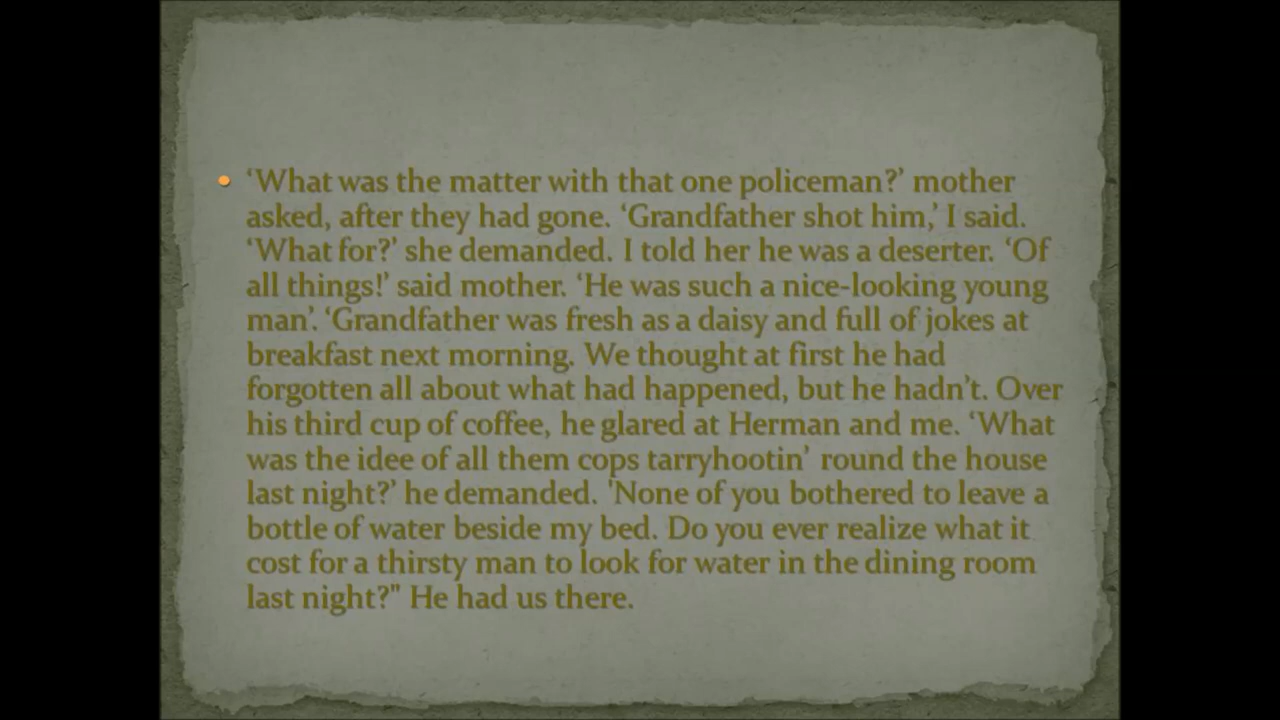 ‘What was the matter with that one policeman?’ mother
asked, after they had gone. ‘Grandfather shot him,’ I said.
‘What for?’ she demanded. I told her he was a deserter. ‘Of
all things!’ said mother. ‘He was such a nice-looking young
man’. ‘Grandfather was fresh as a daisy and full of jokes at
breakfast next morning. We thought at first he had
forgotten all about what had happened, but he hadn’t. Over
his third cup of coffee, he glared at Herman and me. ‘What
was the idee of all them cops tarryhootin’ round the house
last night?’ he demanded. 'None of you bothered to leave a
bottle of water beside my bed. Do you ever realize what it
cost for a thirsty man to look for water in the dining room
last night?" He had us there.